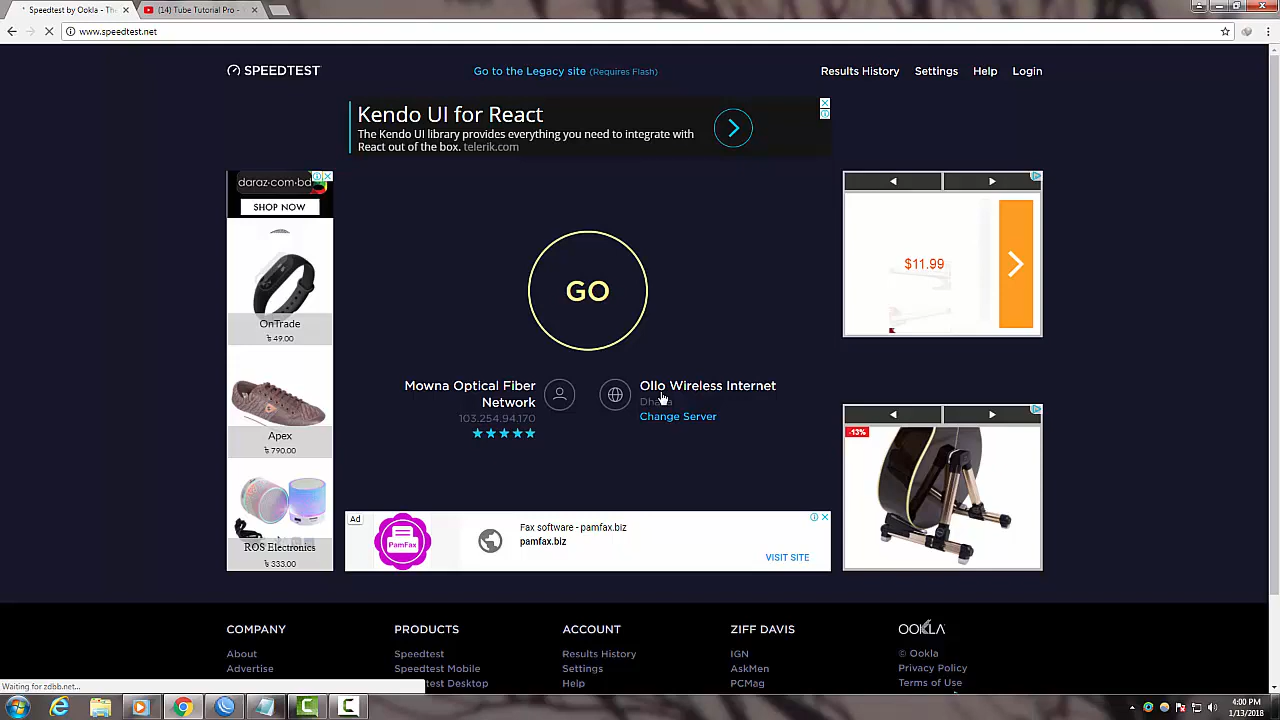 Speedtest by Ookla - The
(14) Tube Tutorial Pro -
www.speedtest.net
SPEEDTEST
Go to the Legacy site (Requires Flash)
Results History
Settings
Help
Login
Kendo UI for React
The Kendo UI library provides everything you need to integrate with
React out of the box. telerik.com
daraz-com-bd
SHOP NOW
OnTrade
৳ 49.00
Apex
৳ 790.00
ROS Electronics
৳ 333.00
GO
Mowna Optical Fiber
Network
103.254.94.170
Ollo Wireless Internet
Change Server
$11.99
-13%
Ad
PamFax
Fax software - pamfax.biz
pamfax.biz
VISIT SITE
COMPANY
About
Advertise
PRODUCTS
Speedtest
Speedtest Mobile
test Desktop
ACCOUNT
Results History
Settings
Help
ZIFF DAVIS
IGN
AskMen
PCMag
OOKLA
© Ookla
Privacy Policy
Terms of Use
Waiting for zdbb.net...
4:00 PM
1/13/2018